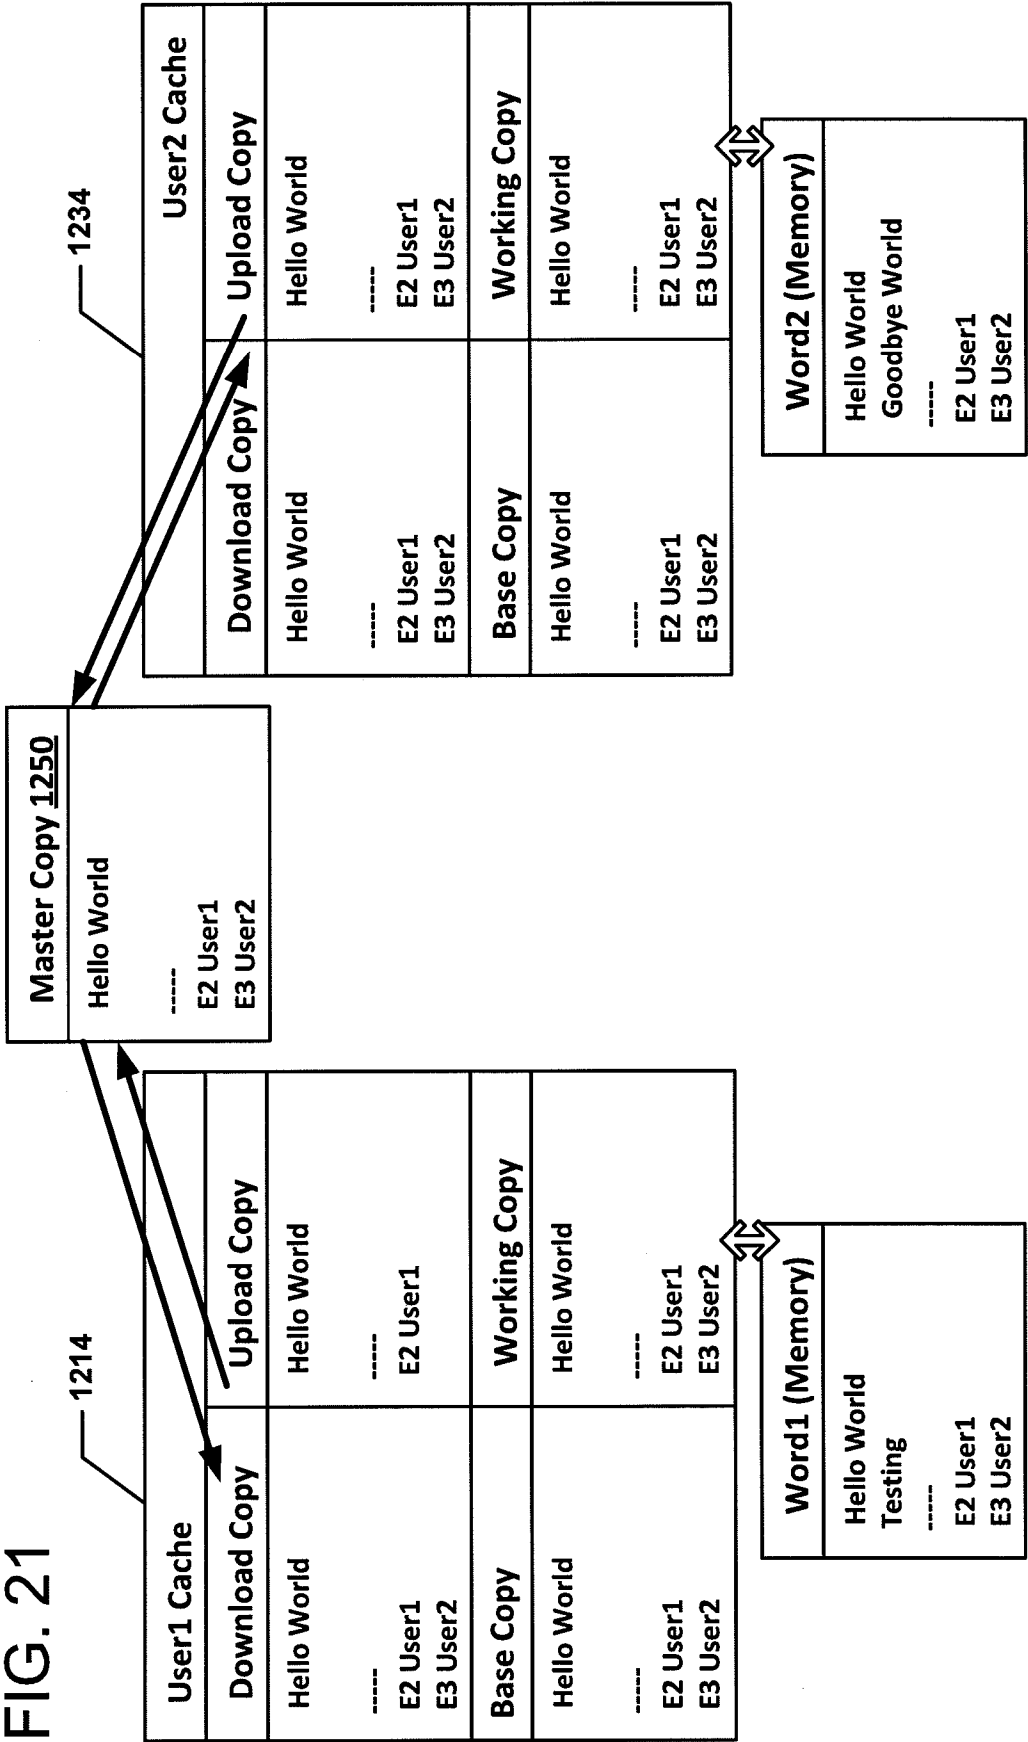 FIG. 21
1214
User1 Cache
Download Copy
Hello World
-----
E2 User1
E3 User2
Upload Copy
Hello World
-----
E2 User1
Base Copy
Hello World
-----
E2 User1
E3 User2
Working Copy
Hello World
-----
E2 User1
E3 User2
Word1 (Memory)
Hello World
Testing
-----
E2 User1
E3 User2
Master Copy 1250
Hello World
-----
E2 User1
E3 User2
1234
User2 Cache
Download Copy
Hello World
-----
E2 User1
E3 User2
Upload Copy
Hello World
-----
E2 User1
E3 User2
Base Copy
Hello World
-----
E2 User1
E3 User2
Working Copy
Hello World
-----
E2 User1
E3 User2
Word2 (Memory)
Hello World
Goodbye World
-----
E2 User1
E3 User2